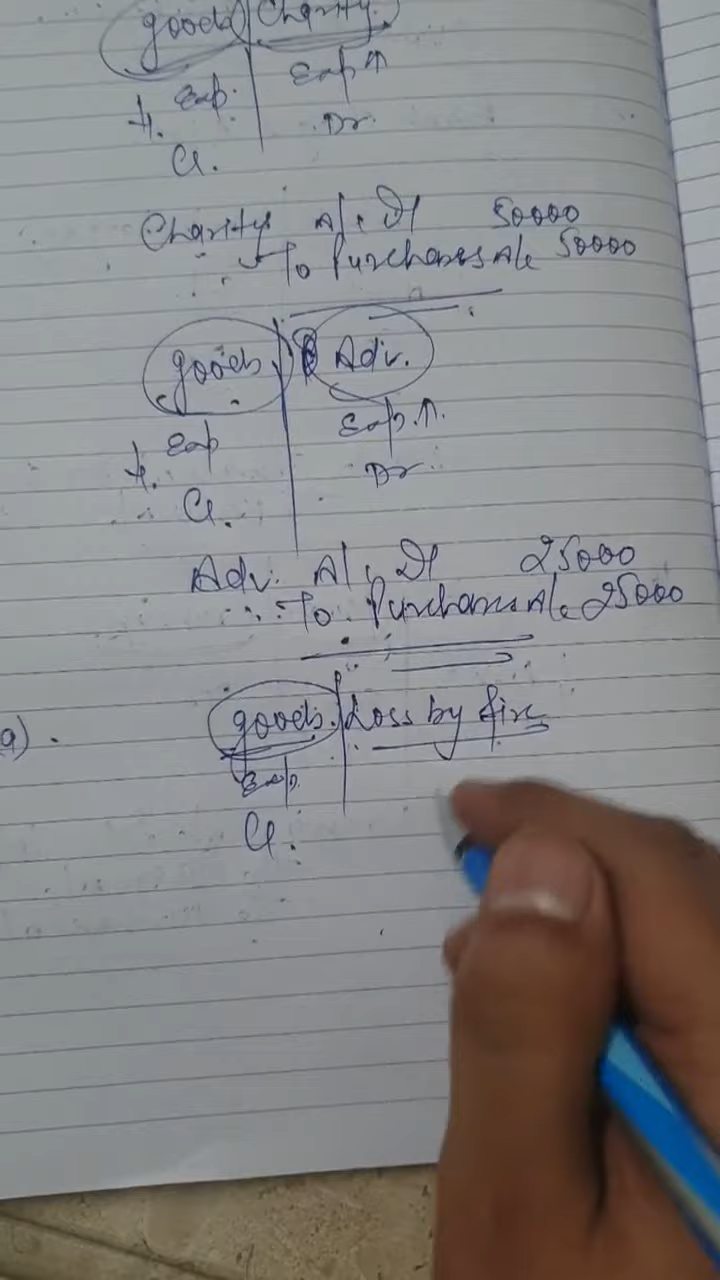 goods Charity.
Exp. Exp ↑
↓. Dr.
Cr.
Charity A/c Dr 50000
To Purchases A/c 50000
goods Adv.
Exp Exp. ↑.
↓. Dr.
Cr.
Adv. A/c Dr 25000
To Purchases A/c 25000
a). goods. Loss by fire
Exp.
Cr.